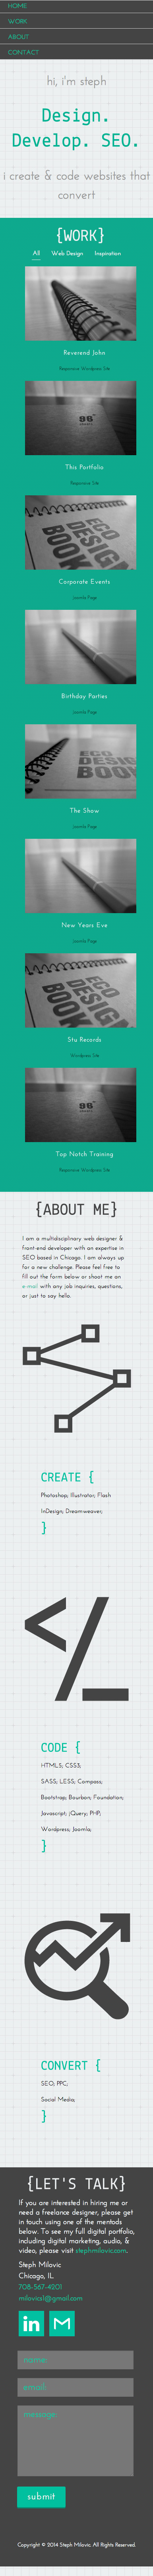 HOME
WORK
ABOUT
CONTACT
hi, i'm steph
Design.
Develop. SEO.
i create & code websites that
convert
{WORK}
All Web Design Inspiration
Reverend John
Responsive Wordpress Site
This Portfolio
Responsive Site
ECO
DESIGN
BOOK
Corporate Events
Joomla Page
Birthday Parties
Joomla Page
ECO
DESIGN
BOOK
The Show
Joomla Page
New Years Eve
Joomla Page
ECO
DESIGN
BOOK
Stu Records
Wordpress Site
Top Notch Training
Responsive Wordpress Site
{ABOUT ME}
I am a multidisciplinary web designer &
front-end developer with an expertise in
SEO based in Chicago. I am always up
for a new challenge. Please feel free to
fill out the form below or shoot me an
e-mail with any job inquiries, questions,
or just to say hello.
CREATE {
Photoshop; Illustrator; Flash
InDesign; Dreamweaver;
}
CODE {
HTML5; CSS3;
SASS; LESS; Compass;
Bootstrap; Bourbon; Foundation;
Javascript; jQuery; PHP;
Wordpress; Joomla;
}
CONVERT {
SEO; PPC;
Social Media;
}
{LET'S TALK}
If you are interested in hiring me or
need a freelance designer, please get
in touch using one of the methods
below. To see my full digital portfolio,
including digital marketing, audio, &
video, please visit stephmilovic.com.
Steph Milovic
Chicago, IL
708-567-4201
milovics1@gmail.com
in
name
email
message
submit
Copyright © 2014 Steph Milovic. All Rights Reserved.